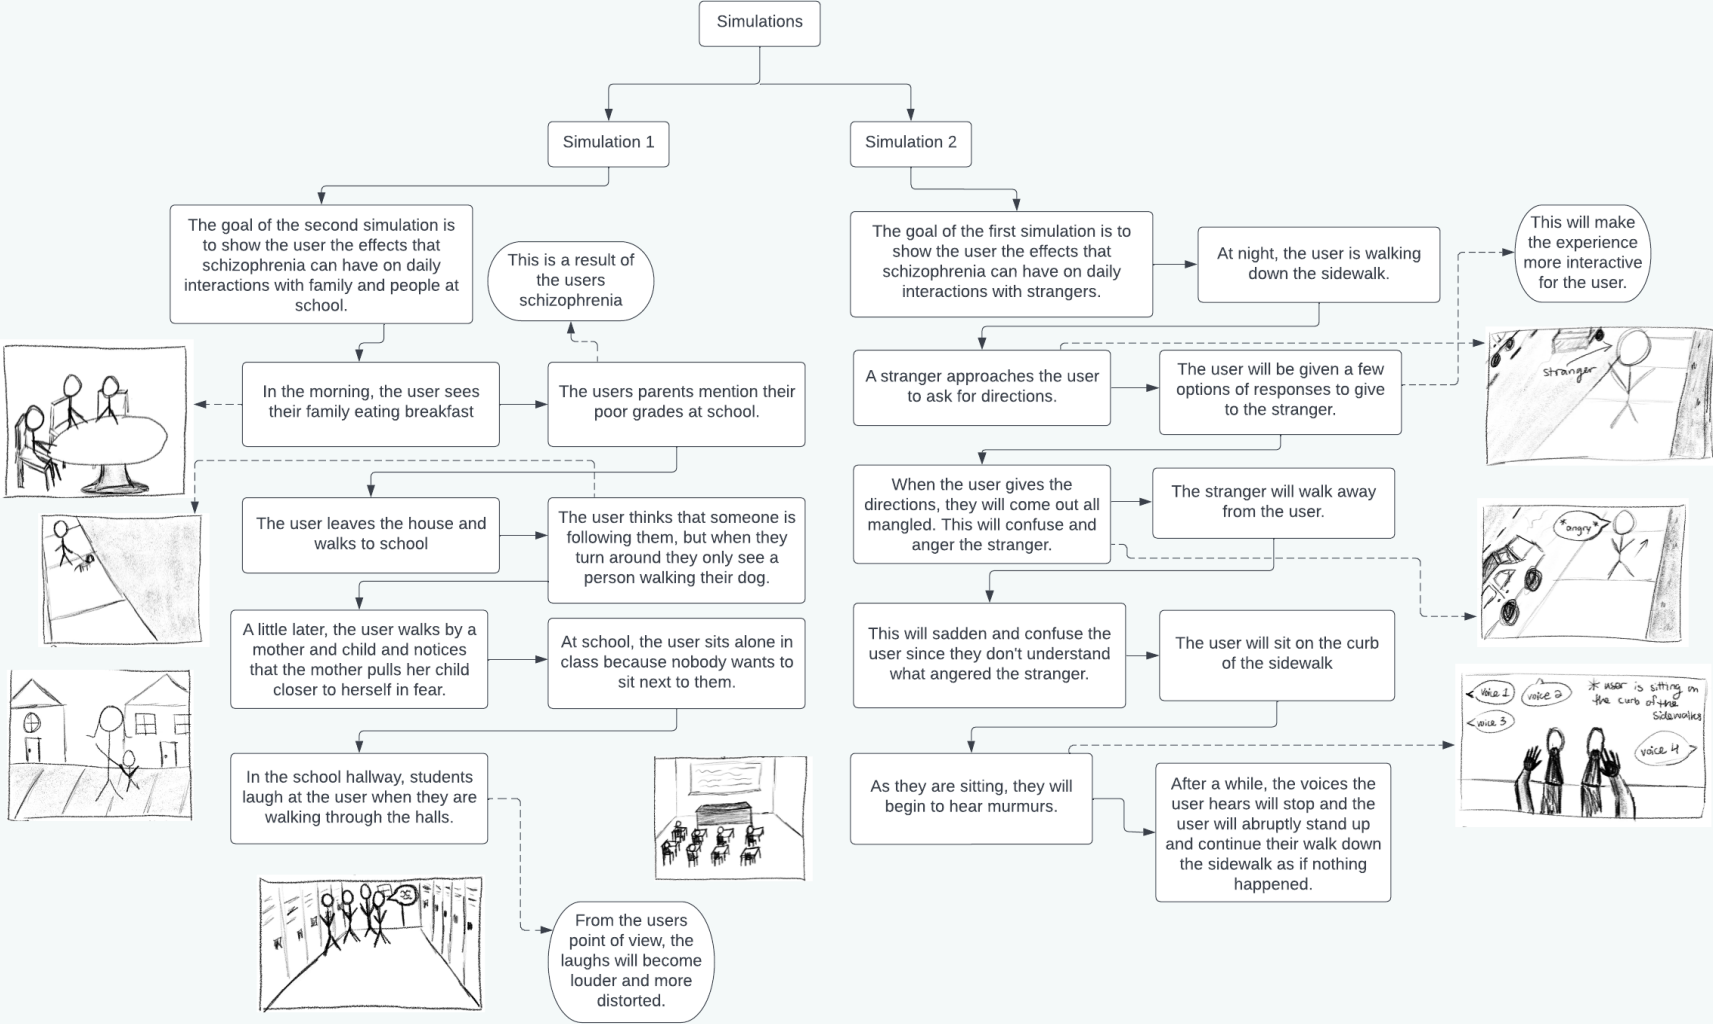 Simulations
Simulation 1
Simulation 2
The goal of the second simulation is
to show the user the effects that
schizophrenia can have on daily
interactions with family and people at
school.
This is a result of
the users
schizophrenia
In the morning, the user sees
their family eating breakfast
The users parents mention their
poor grades at school.
The user leaves the house and
walks to school
The user thinks that someone is
following them, but when they
turn around they only see a
person walking their dog.
A little later, the user walks by a
mother and child and notices
that the mother pulls her child
closer to herself in fear.
At school, the user sits alone in
class because nobody wants to
sit next to them.
In the school hallway, students
laugh at the user when they are
walking through the halls.
From the users
point of view, the
laughs will become
louder and more
distorted.
The goal of the first simulation is to
show the user the effects that
schizophrenia can have on daily
interactions with strangers.
At night, the user is walking
down the sidewalk.
This will make
the experience
more interactive
for the user.
A stranger approaches the user
to ask for directions.
The user will be given a few
options of responses to give
to the stranger.
stranger
When the user gives the
directions, they will come out all
mangled. This will confuse and
anger the stranger.
The stranger will walk away
from the user.
*angry*
This will sadden and confuse the
user since they don't understand
what angered the stranger.
The user will sit on the curb
of the sidewalk
As they are sitting, they will
begin to hear murmurs.
After a while, the voices the
user hears will stop and the
user will abruptly stand up
and continue their walk down
the sidewalk as if nothing
happened.
voice 1
voice 2
* user is sitting on
the curb of the
sidewalks
voice 3
voice 4